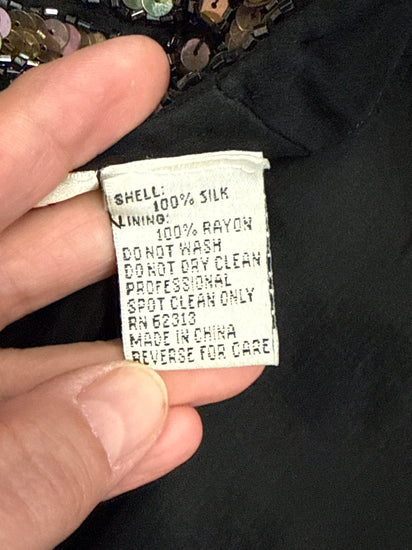 SHELL:
100% SILK
LINING:
100% RAYON
DO NOT WASH
DO NOT DRY CLEAN
PROFESSIONAL
SPOT CLEAN ONLY
RN 62313
MADE IN CHINA
REVERSE FOR CARE